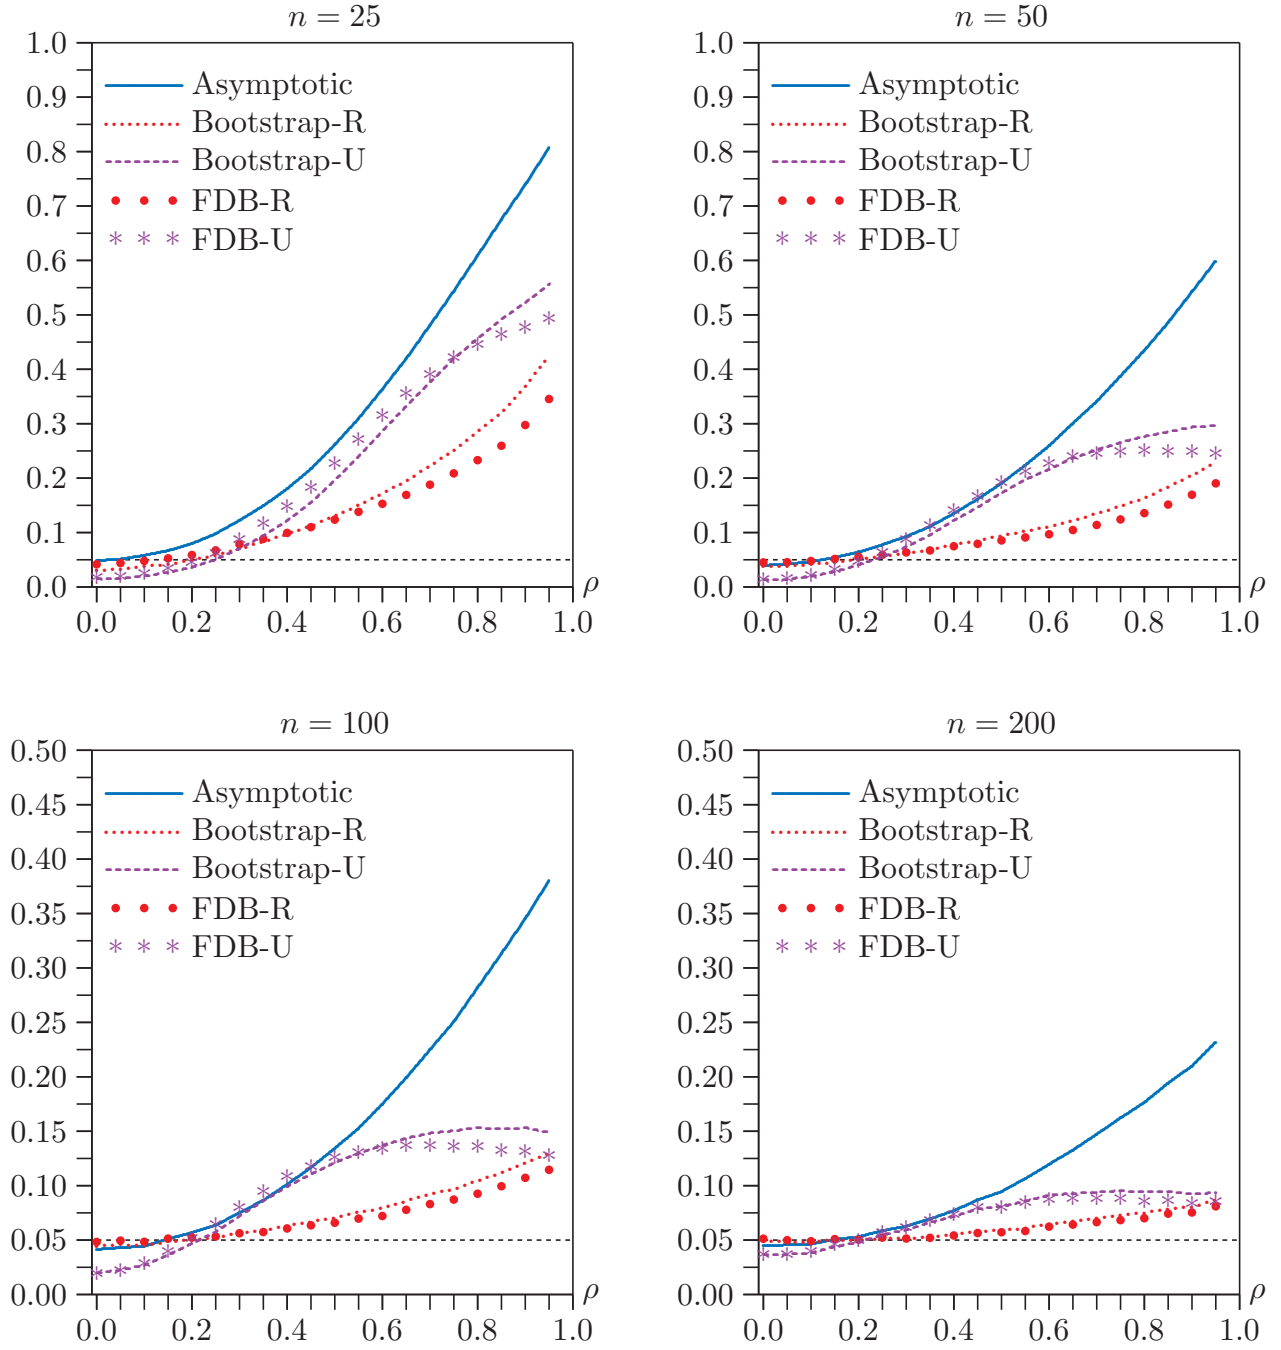 n = 25
1.0
0.9
0.8
0.7
0.6
0.5
0.4
0.3
0.2
0.1
0.0
Asymptotic
Bootstrap-R
Bootstrap-U
FDB-R
FDB-U
0.0 0.2 0.4 0.6 0.8 1.0
ρ
n = 50
1.0
0.9
0.8
0.7
0.6
0.5
0.4
0.3
0.2
0.1
0.0
Asymptotic
Bootstrap-R
Bootstrap-U
FDB-R
FDB-U
0.0 0.2 0.4 0.6 0.8 1.0
ρ
n = 100
0.50
0.45
0.40
0.35
0.30
0.25
0.20
0.15
0.10
0.05
0.00
Asymptotic
Bootstrap-R
Bootstrap-U
FDB-R
FDB-U
0.0 0.2 0.4 0.6 0.8 1.0
ρ
n = 200
0.50
0.45
0.40
0.35
0.30
0.25
0.20
0.15
0.10
0.05
0.00
Asymptotic
Bootstrap-R
Bootstrap-U
FDB-R
FDB-U
0.0 0.2 0.4 0.6 0.8 1.0
ρ